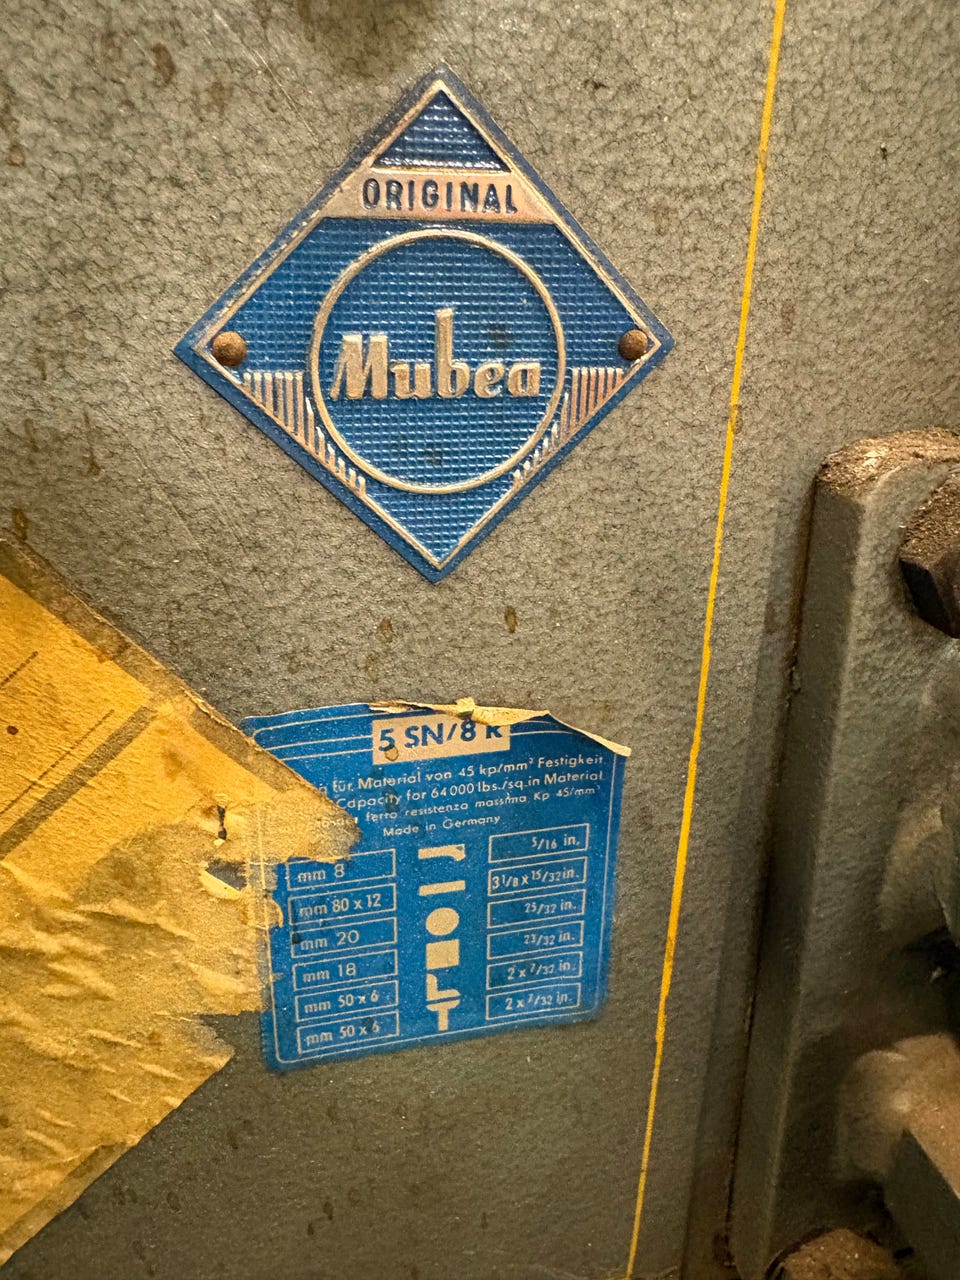 ORIGINAL
Mubea
5 SN/8 R
für Material von 45 kp/mm² Festigkeit
Capacity for 64000 lbs./sq.in Material
ferro resistenza massima Kp 45/mm²
Made in Germany
mm 8 5/16 in.
mm 80 x 12 3 1/8 x 15/32 in.
mm 20 25/32 in.
mm 18 23/32 in.
mm 50 x 6 2 x 7/32 in.
mm 50 x 6 2 x 7/32 in.